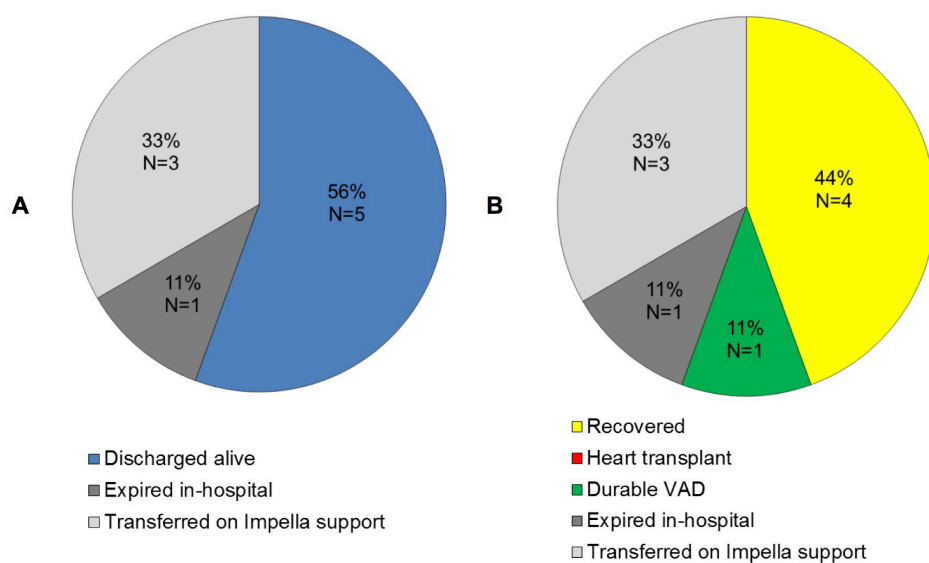 A
33%
N=3
56%
N=5
11%
N=1
Discharged alive
Expired in-hospital
Transferred on Impella support
B
33%
N=3
44%
N=4
11%
N=1
11%
N=1
Recovered
Heart transplant
Durable VAD
Expired in-hospital
Transferred on Impella support